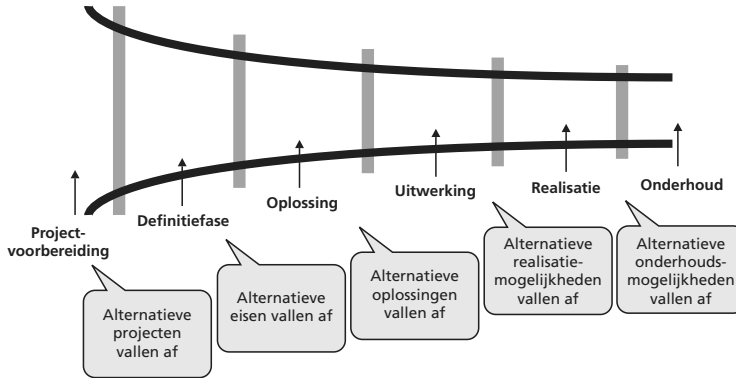 Project-
voorbereiding
Definitiefase
Oplossing
Uitwerking
Realisatie
Onderhoud
Alternatieve
projecten
vallen af
Alternatieve
eisen vallen af
Alternatieve
oplossingen
vallen af
Alternatieve
realisatie-
mogelijkheden
vallen af
Alternatieve
onderhouds-
mogelijkheden
vallen af